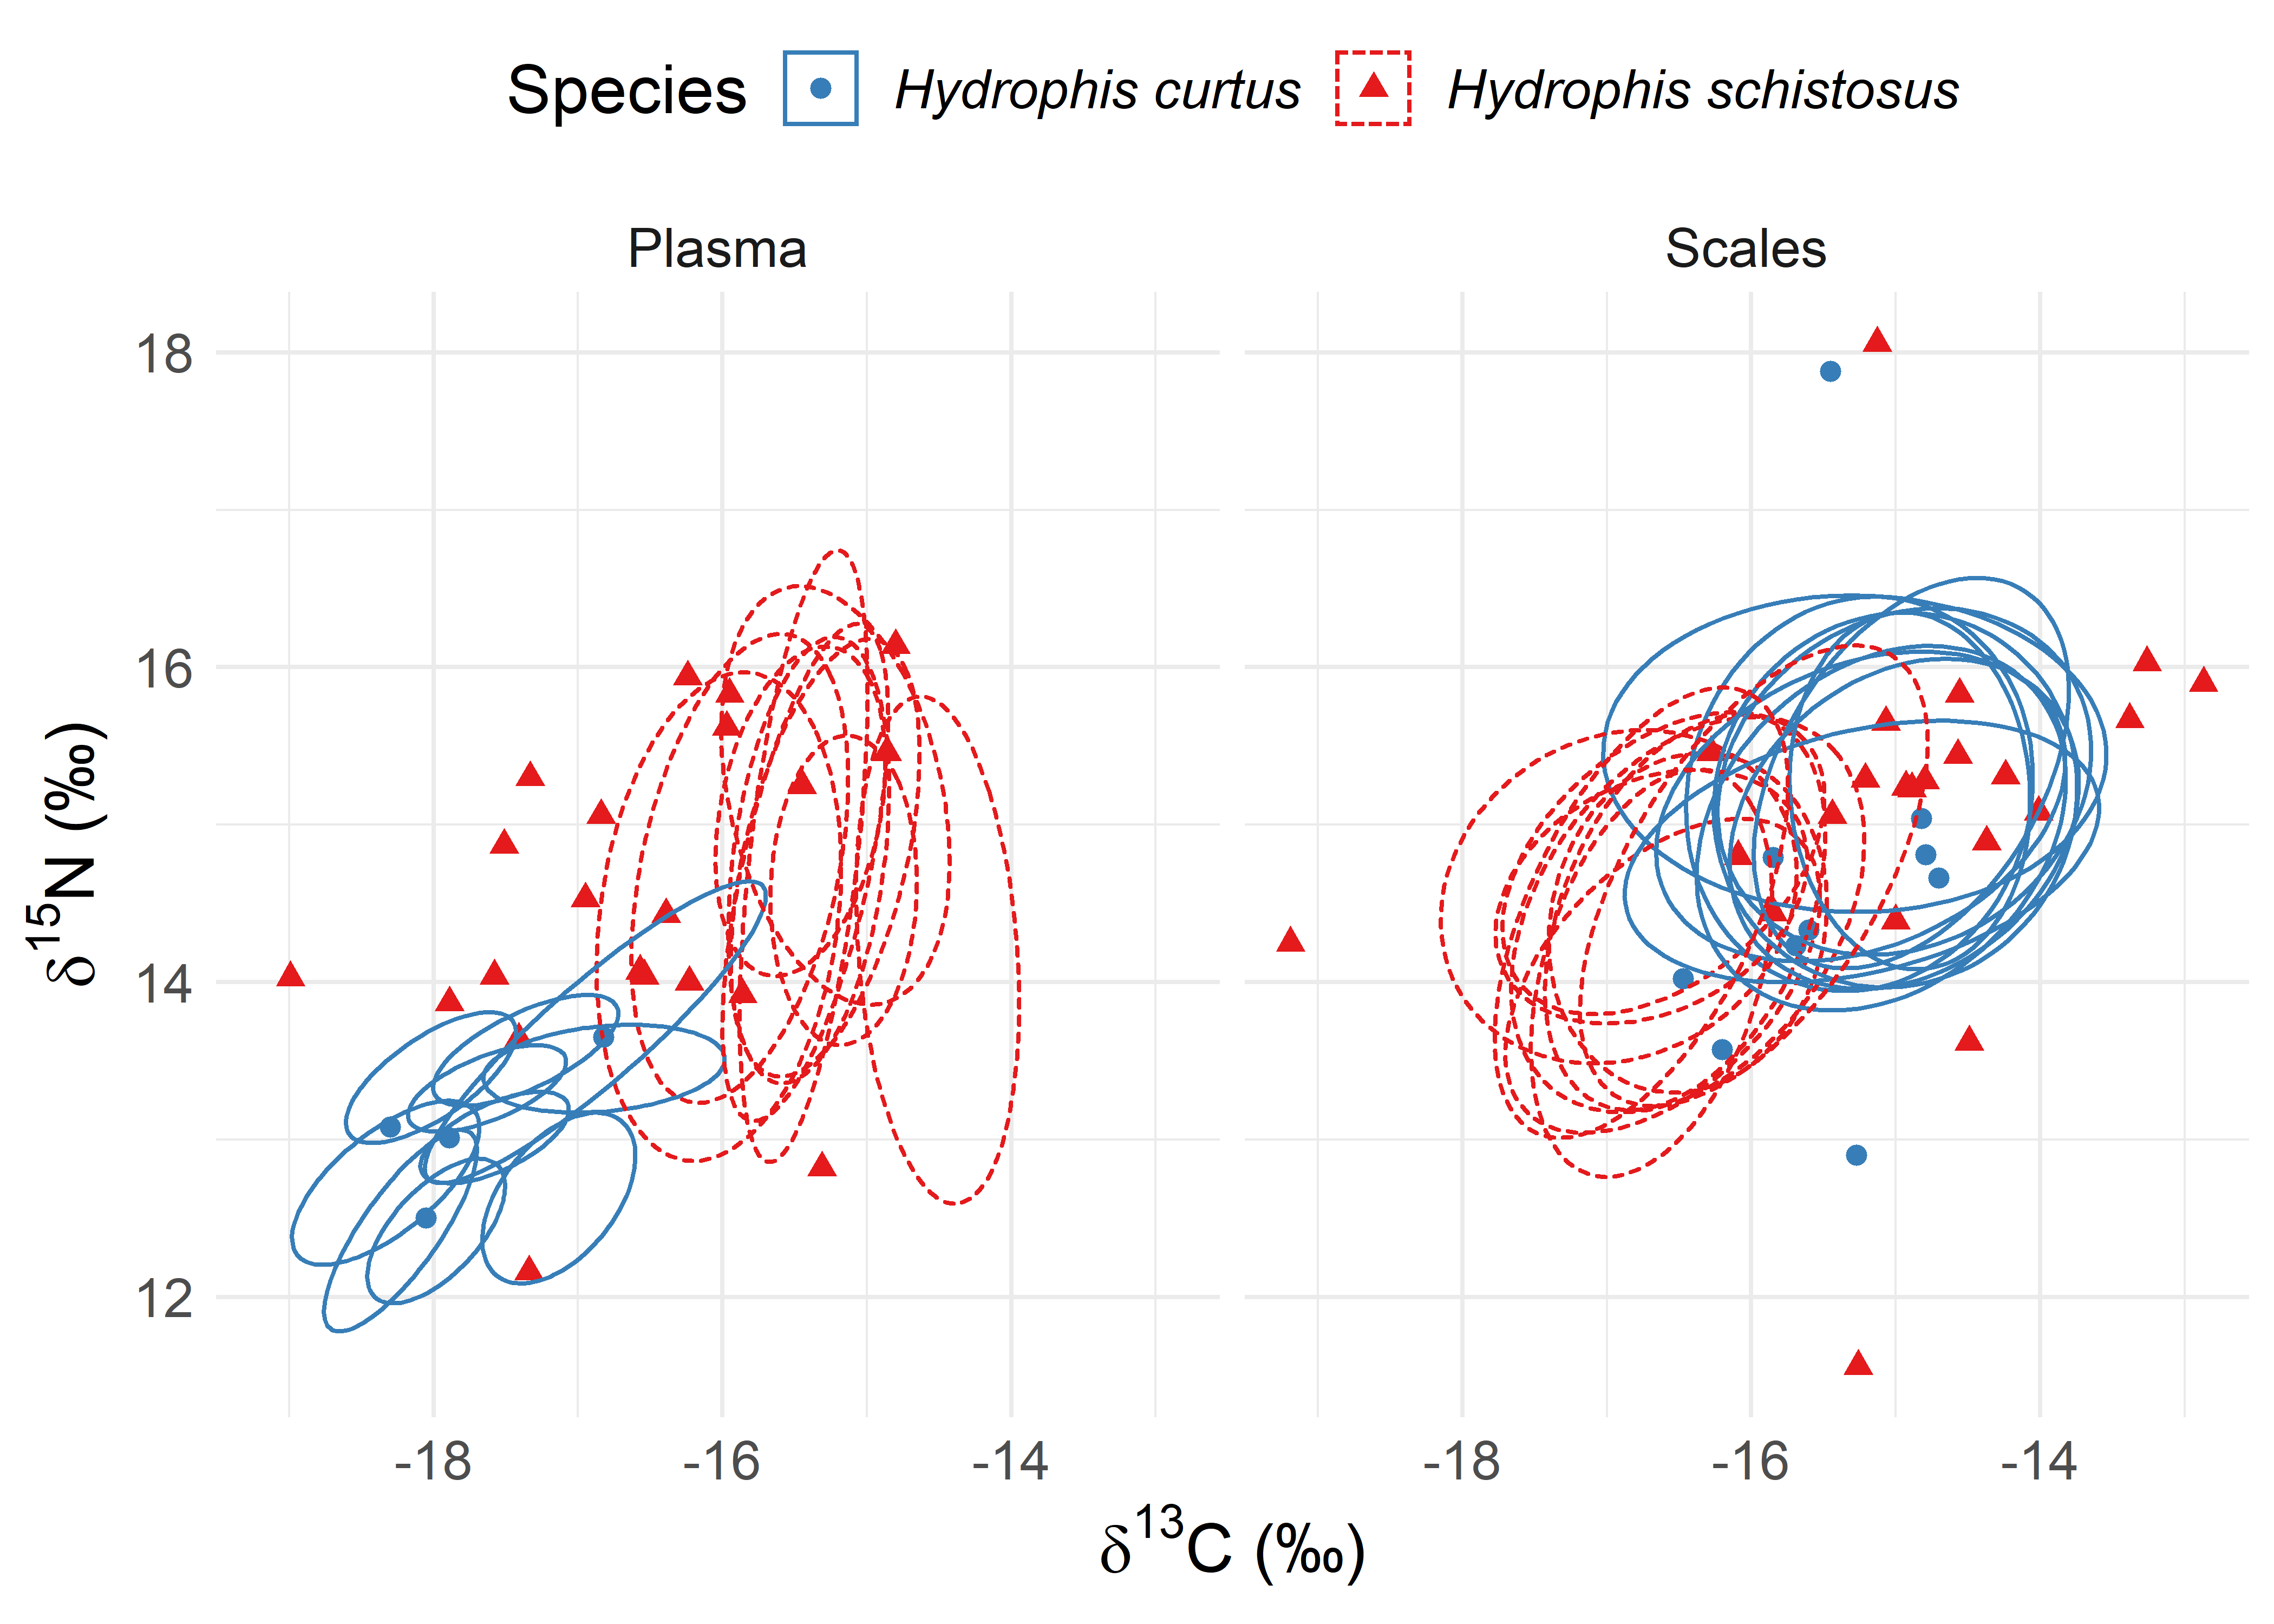 Species Hydrophis curtus Hydrophis schistosus
Plasma Scales
18
16
14
12
δ15N (‰)
-18 -16 -14 -18 -16 -14
δ13C (‰)